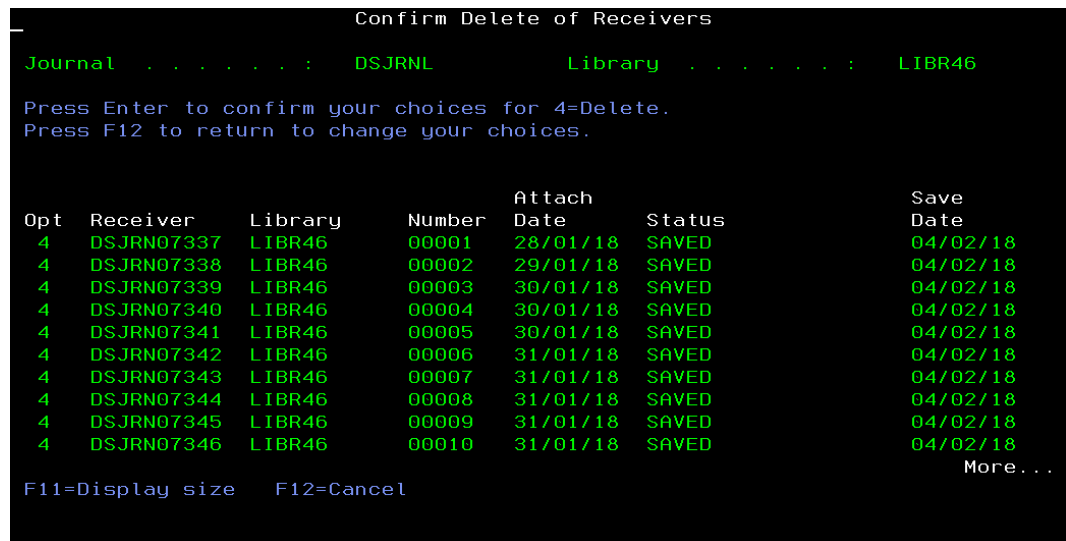 Confirm Delete of Receivers
Journal . . . . . . : DSJRNL Library . . . . . . : LIBR46
Press Enter to confirm your choices for 4=Delete.
Press F12 to return to change your choices.
Attach Save
Opt Receiver Library Number Date Status Date
4 DSJRN07337 LIBR46 00001 28/01/18 SAVED 04/02/18
4 DSJRN07338 LIBR46 00002 29/01/18 SAVED 04/02/18
4 DSJRN07339 LIBR46 00003 30/01/18 SAVED 04/02/18
4 DSJRN07340 LIBR46 00004 30/01/18 SAVED 04/02/18
4 DSJRN07341 LIBR46 00005 30/01/18 SAVED 04/02/18
4 DSJRN07342 LIBR46 00006 31/01/18 SAVED 04/02/18
4 DSJRN07343 LIBR46 00007 31/01/18 SAVED 04/02/18
4 DSJRN07344 LIBR46 00008 31/01/18 SAVED 04/02/18
4 DSJRN07345 LIBR46 00009 31/01/18 SAVED 04/02/18
4 DSJRN07346 LIBR46 00010 31/01/18 SAVED 04/02/18
More...
F11=Display size F12=Cancel